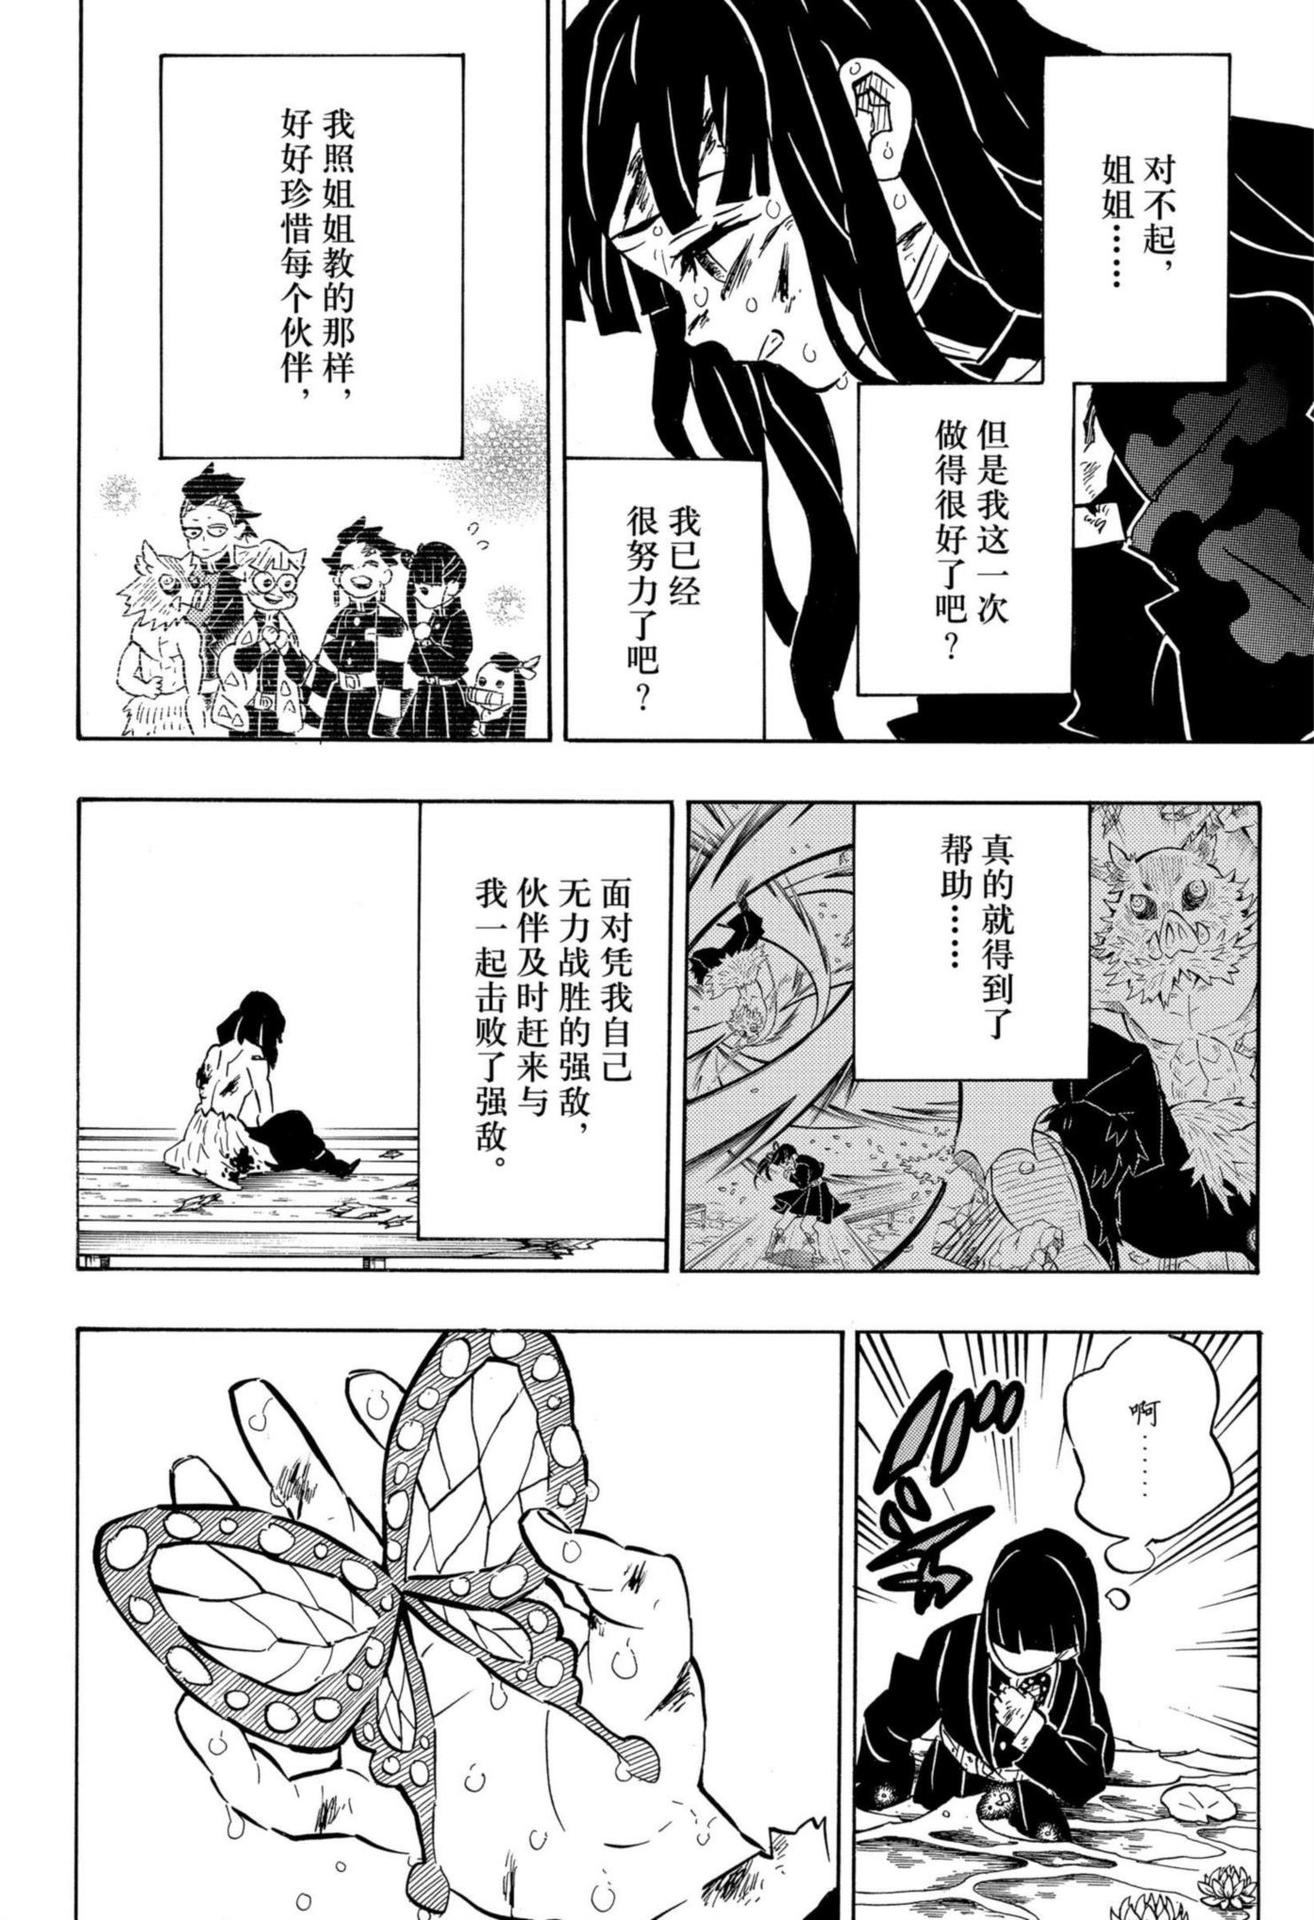 对不起，
姐姐……
但是我这一次
做得很好了吧？
我已经
很努力了吧？
我照姐姐教的那样，
好好珍惜每个伙伴，
真的就得到了
帮助……
面对凭我自己
无力战胜的强敌，
伙伴及时赶来与
我一起击败了强敌。
啊……